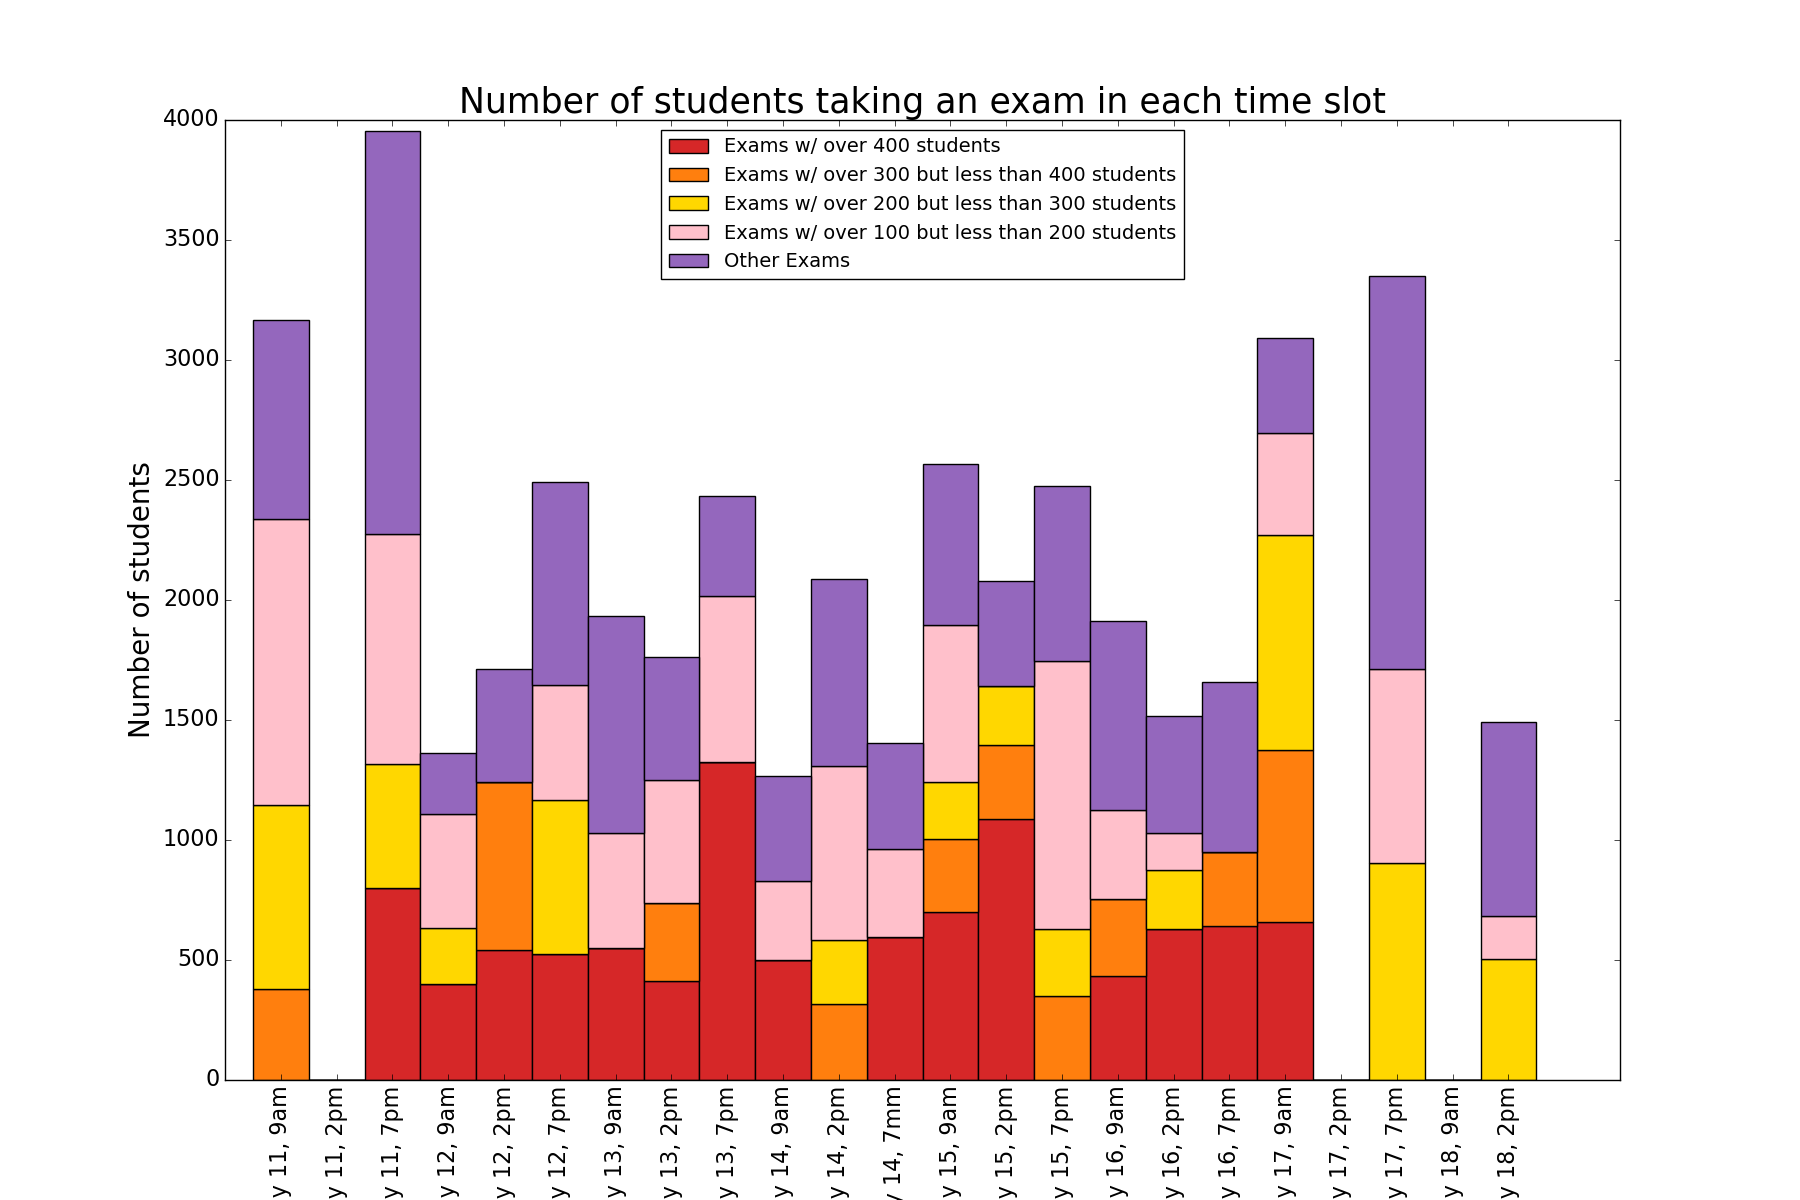 Number of students taking an exam in each time slot
Number of students
4000
3500
3000
2500
2000
1500
1000
500
0
Exams w/ over 400 students
Exams w/ over 300 but less than 400 students
Exams w/ over 200 but less than 300 students
Exams w/ over 100 but less than 200 students
Other Exams
y 11, 9am
y 11, 2pm
y 11, 7pm
y 12, 9am
y 12, 2pm
y 12, 7pm
y 13, 9am
y 13, 2pm
y 13, 7pm
y 14, 9am
y 14, 2pm
y 14, 7mm
y 15, 9am
y 15, 2pm
y 15, 7pm
y 16, 9am
y 16, 2pm
y 16, 7pm
y 17, 9am
y 17, 2pm
y 17, 7pm
y 18, 9am
y 18, 2pm